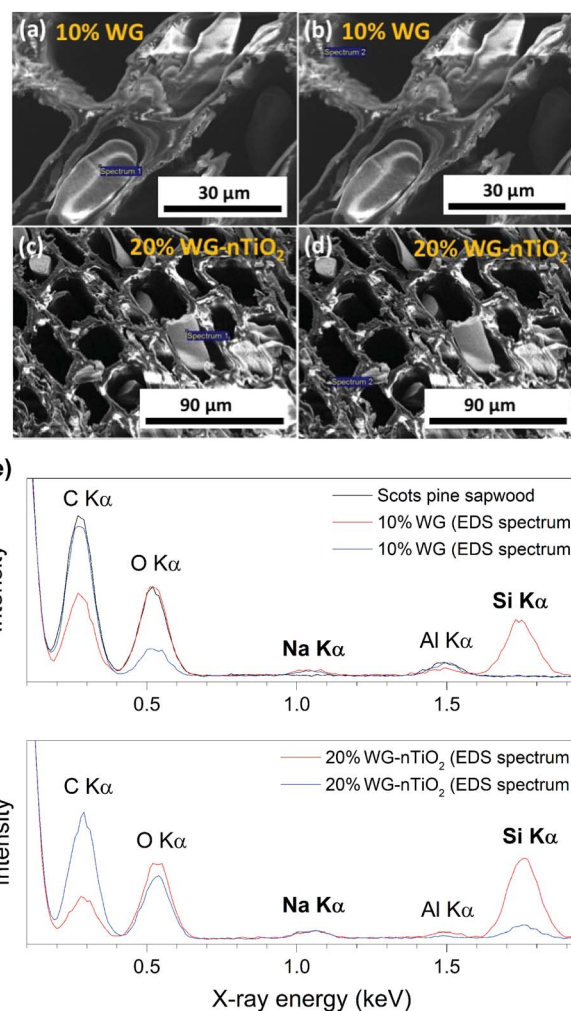 (a) 10% WG
Spectrum 1
30 µm
(b) 10% WG
Spectrum 2
30 µm
(c) 20% WG-nTiO₂
Spectrum 1
90 µm
(d) 20% WG-nTiO₂
Spectrum 2
90 µm
e)
Intensity
C Kα
O Kα
Na Kα
Al Kα
Si Kα
Scots pine sapwood
10% WG (EDS spectrum
10% WG (EDS spectrum
0.5 1.0 1.5
Intensity
C Kα
O Kα
Na Kα
Al Kα
Si Kα
20% WG-nTiO₂ (EDS spectrum
20% WG-nTiO₂ (EDS spectrum
0.5 1.0 1.5
X-ray energy (keV)